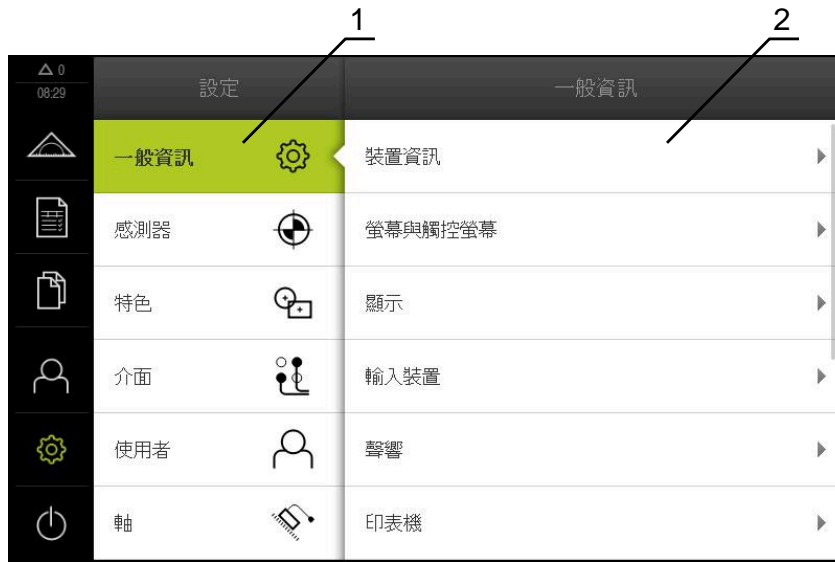 1
2
0
08:29
設定
一般資訊
一般資訊
裝置資訊
感測器
螢幕與觸控螢幕
特色
顯示
介面
輸入裝置
使用者
聲響
軸
印表機